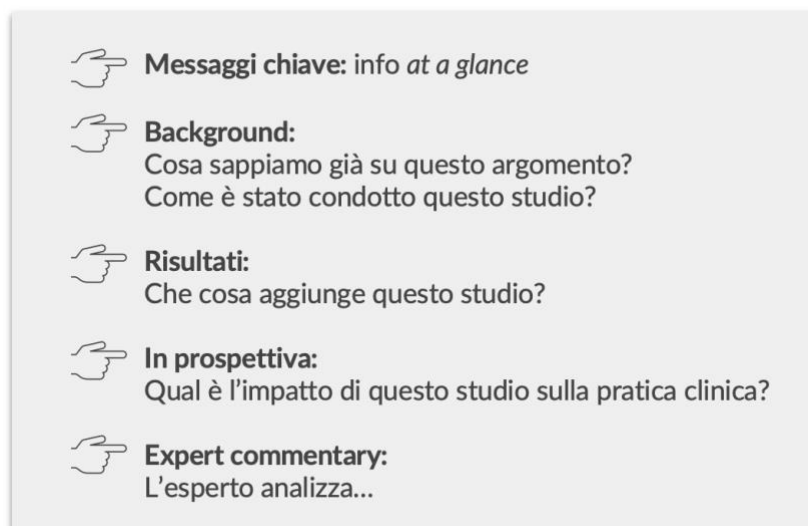 Messaggi chiave: info at a glance
Background:
Cosa sappiamo già su questo argomento?
Come è stato condotto questo studio?
Risultati:
Che cosa aggiunge questo studio?
In prospettiva:
Qual è l’impatto di questo studio sulla pratica clinica?
Expert commentary:
L’esperto analizza...